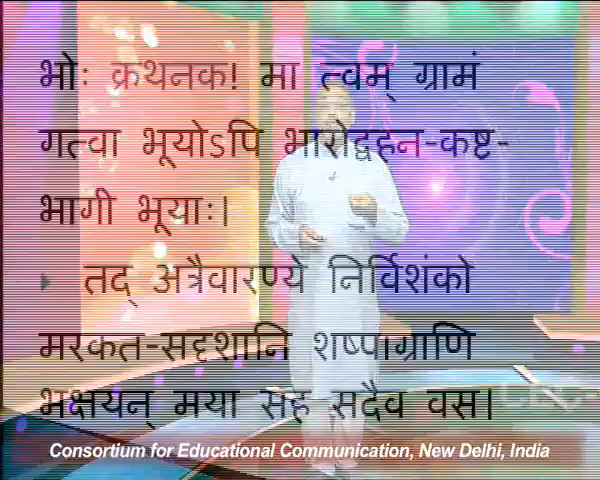 भोः क्रथनक! मा त्वम् ग्रामं
गत्वा भूयोऽपि भारोद्वहन-कष्ट-
भागी भूयाः।
तद् अत्रैवारण्ये निर्विशंको
मरकत-सदृशानि शष्पाग्राणि
भक्षयन् मया सह सदैव वस।
Consortium for Educational Communication, New Delhi, India